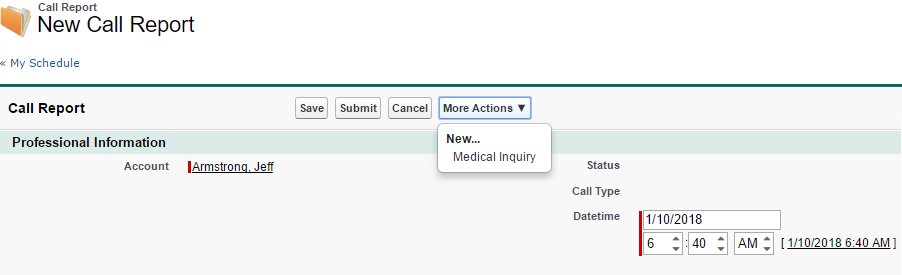 Call Report
New Call Report
« My Schedule
Call Report Save Submit Cancel More Actions ▼
New...
Medical Inquiry
Professional Information
Account Armstrong, Jeff
Status
Call Type
Datetime 1/10/2018
6 : 40 AM [ 1/10/2018 6:40 AM ]